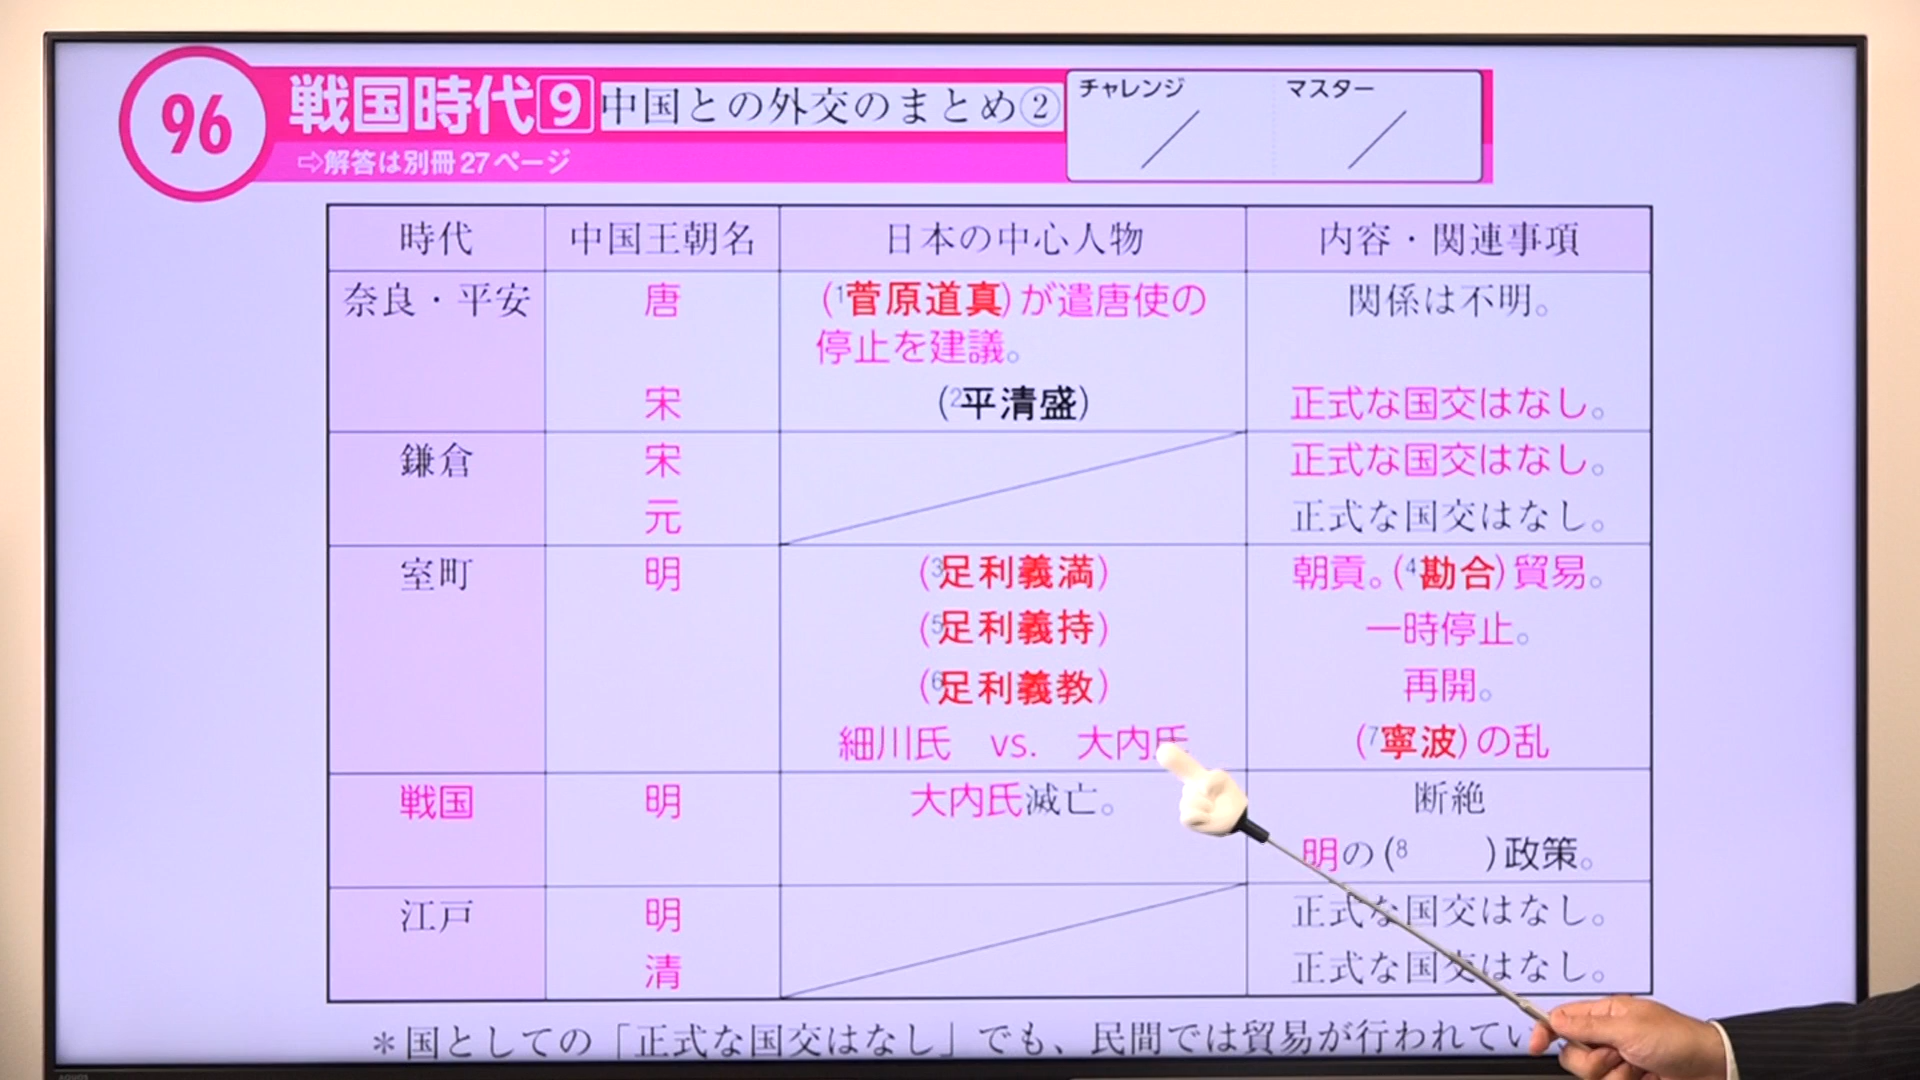 96
戦国時代9 中国との外交のまとめ②
⇨解答は別冊27ページ
チャレンジ マスター
時代 中国王朝名 日本の中心人物 内容・関連事項
奈良・平安 唐 (1菅原道真)が遣唐使の 関係は不明。
停止を建議。
宋 (2平清盛) 正式な国交はなし。
鎌倉 宋 正式な国交はなし。
元 正式な国交はなし。
室町 明 (3足利義満) 朝貢。(4勘合)貿易。
(5足利義持) 一時停止。
(6足利義教) 再開。
細川氏 vs. 大内氏 (7寧波)の乱
戦国 明 大内氏滅亡。 断絶
明の(8 )政策。
江戸 明 正式な国交はなし。
清 正式な国交はなし。
*国としての「正式な国交はなし」でも、民間では貿易が行われてい
AQUOS